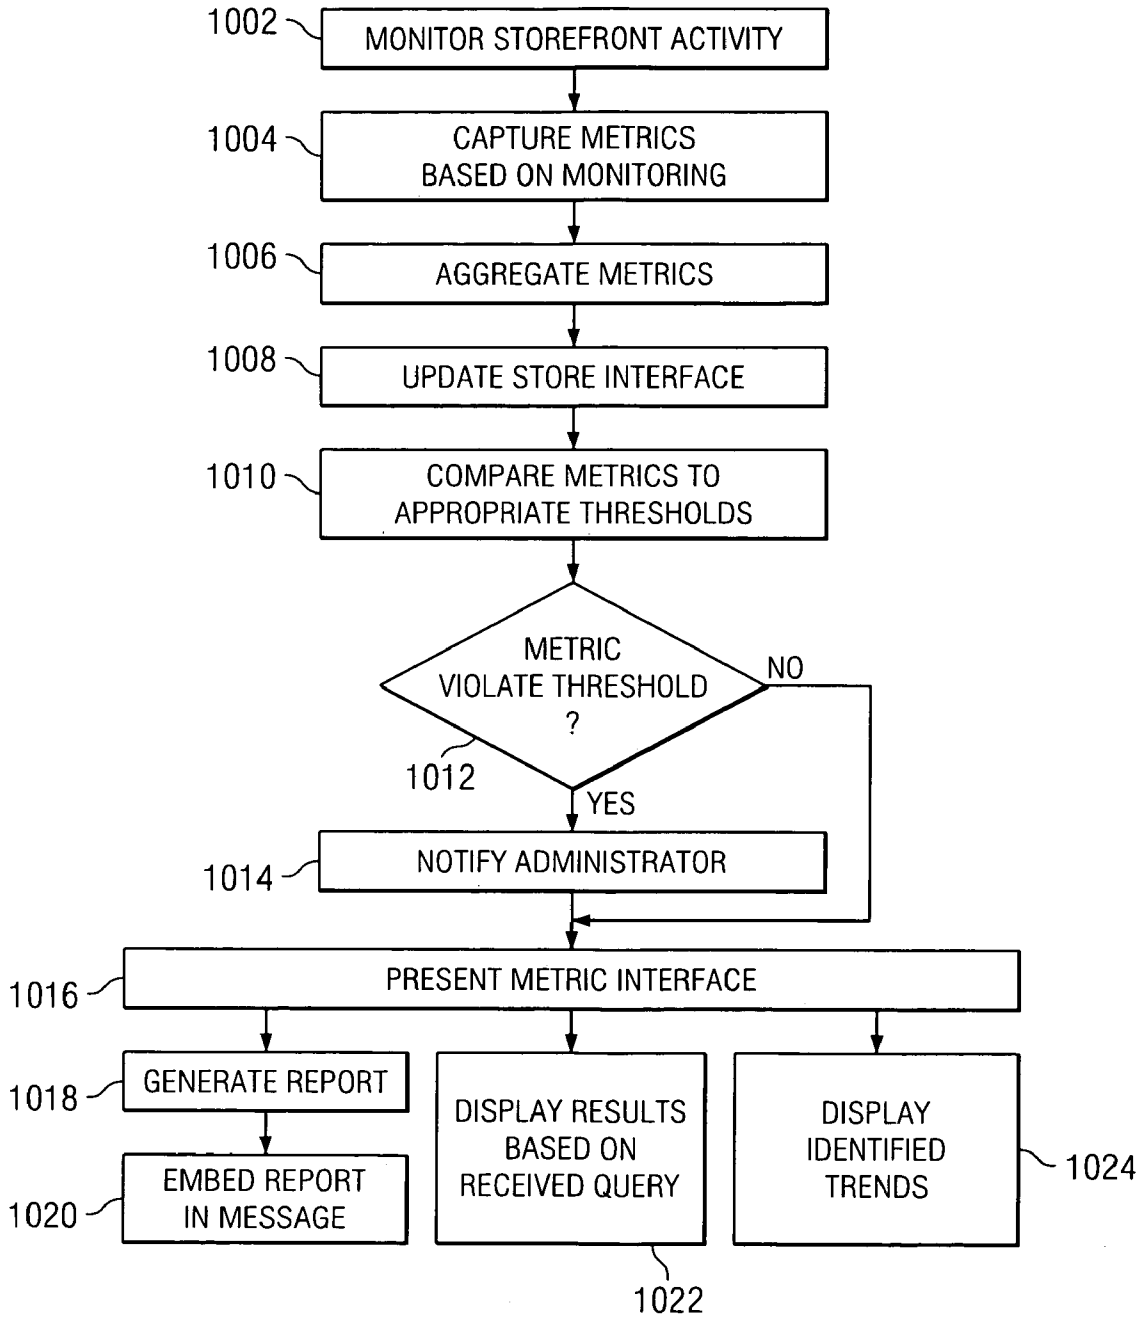 1002
MONITOR STOREFRONT ACTIVITY
1004
CAPTURE METRICS
BASED ON MONITORING
1006
AGGREGATE METRICS
1008
UPDATE STORE INTERFACE
1010
COMPARE METRICS TO
APPROPRIATE THRESHOLDS
METRIC
VIOLATE THRESHOLD
?
NO
1012
YES
1014
NOTIFY ADMINISTRATOR
1016
PRESENT METRIC INTERFACE
1018
GENERATE REPORT
1020
EMBED REPORT
IN MESSAGE
DISPLAY RESULTS
BASED ON
RECEIVED QUERY
1022
DISPLAY
IDENTIFIED
TRENDS
1024